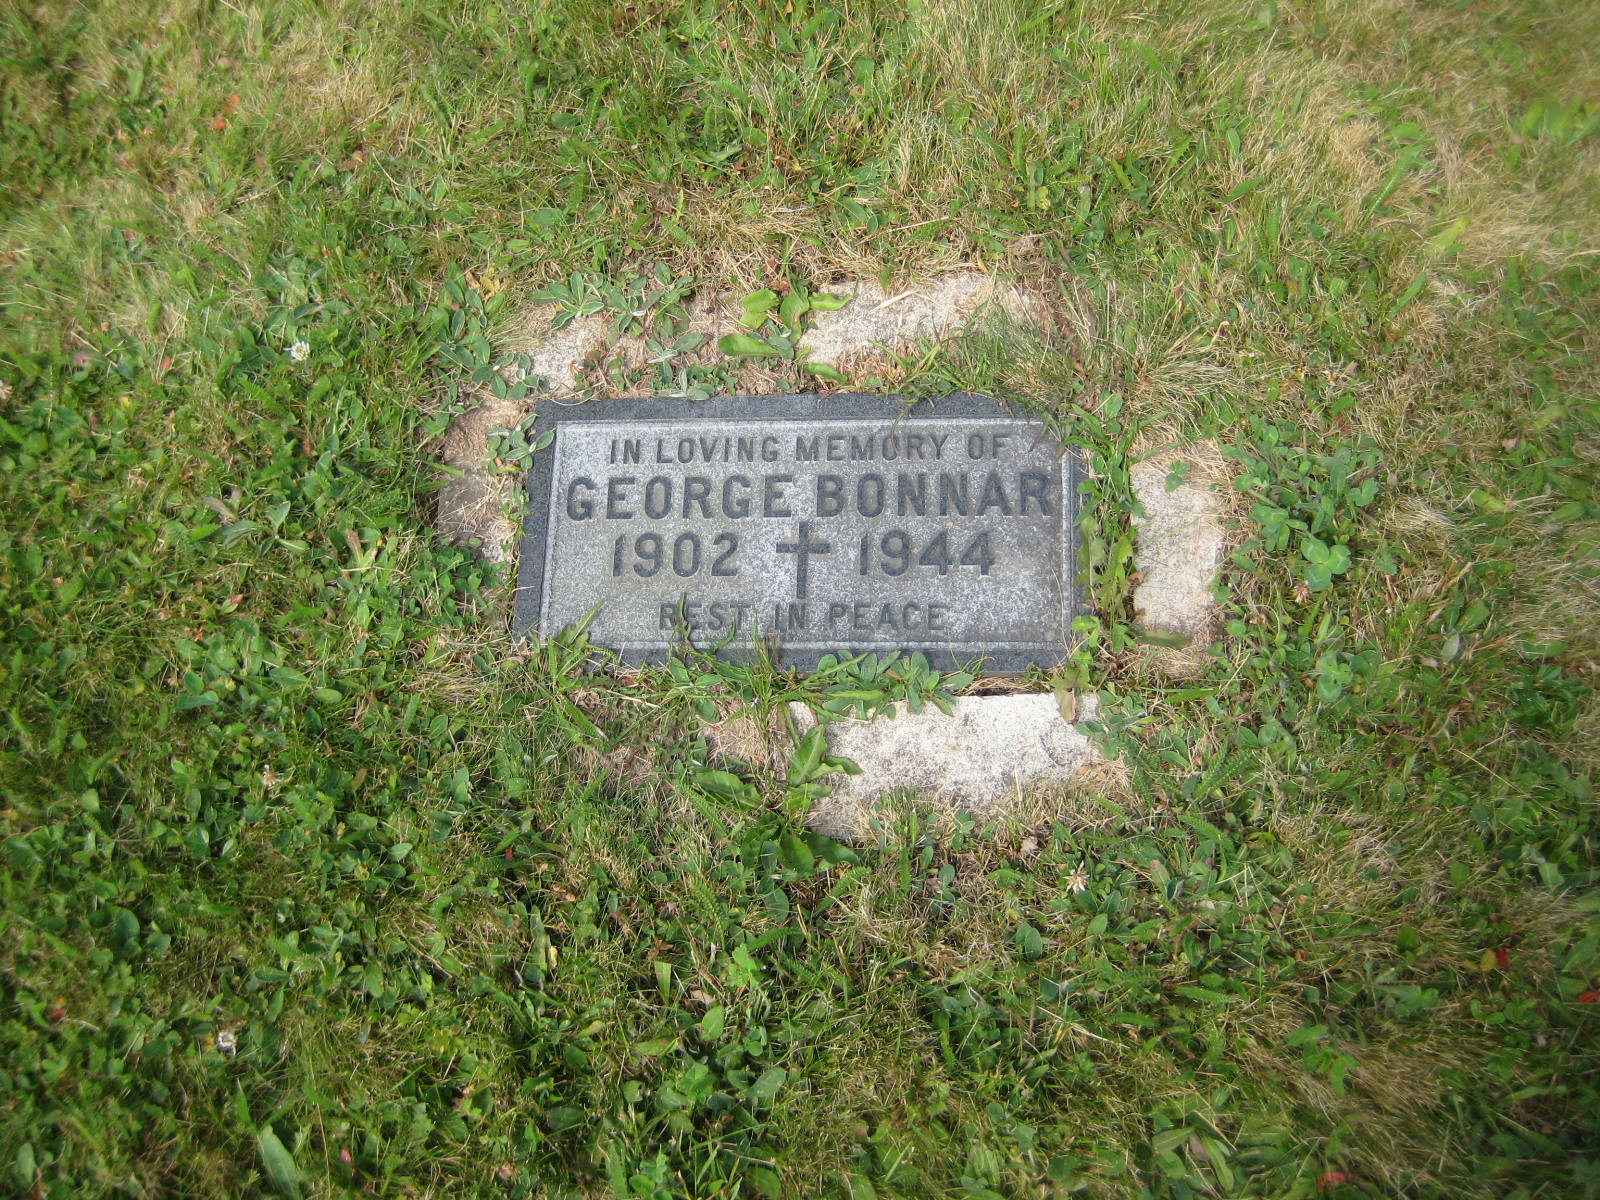 IN LOVING MEMORY OF
GEORGE BONNAR
1902 1944
REST IN PEACE